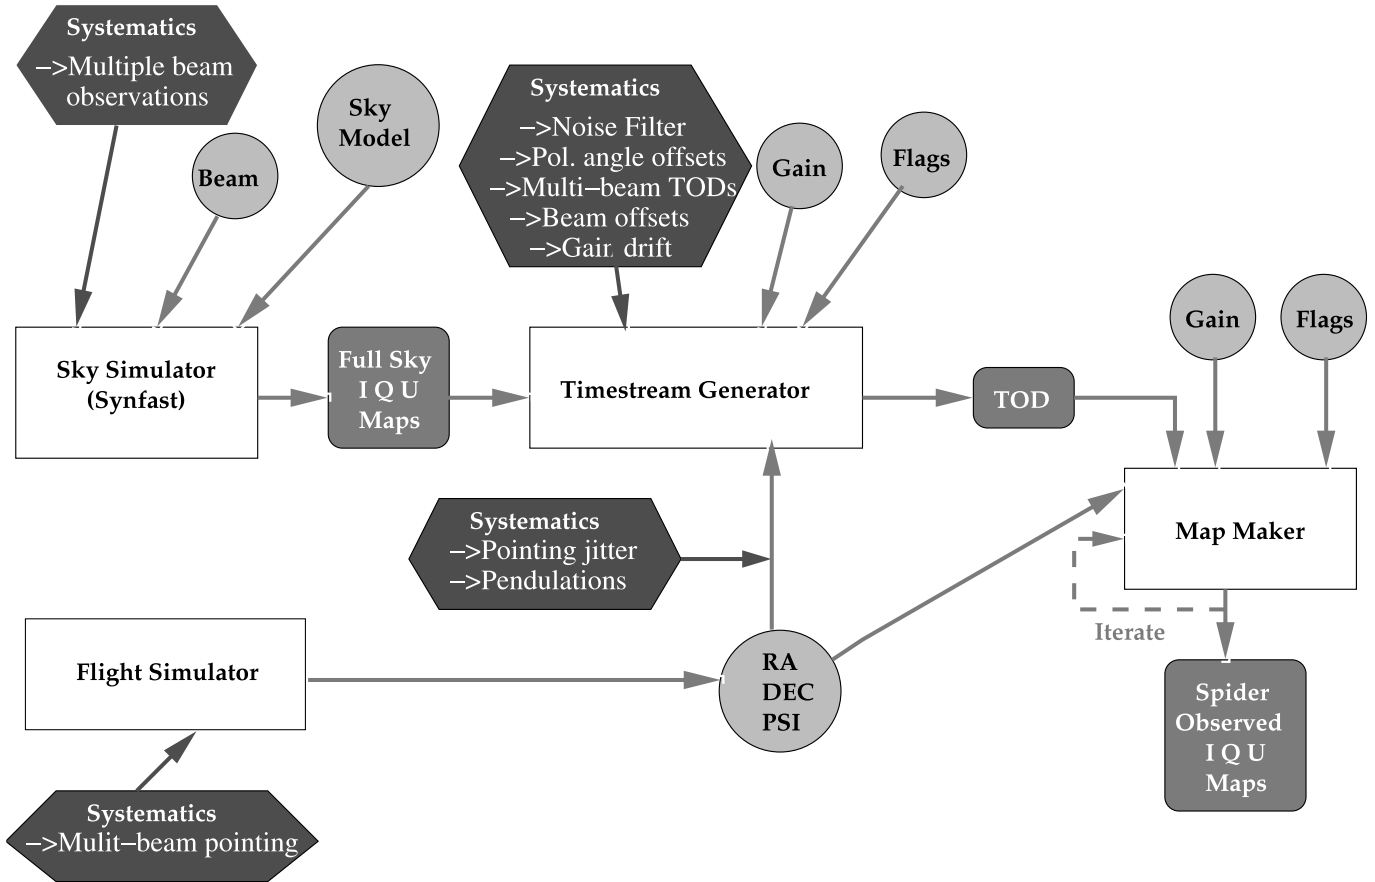 Systematics
−>Multiple beam
observations
Beam
Sky
Model
Systematics
−>Noise Filter
−>Pol. angle offsets
−>Multi−beam TODs
−>Beam offsets
−>Gain drift
Gain
Flags
Sky Simulator
(Synfast)
Full Sky
I Q U
Maps
Timestream Generator
TOD
Gain
Flags
Map Maker
Iterate
Systematics
−>Pointing jitter
−>Pendulations
Flight Simulator
RA
DEC
PSI
Spider
Observed
I Q U
Maps
Systematics
−>Mulit−beam pointing